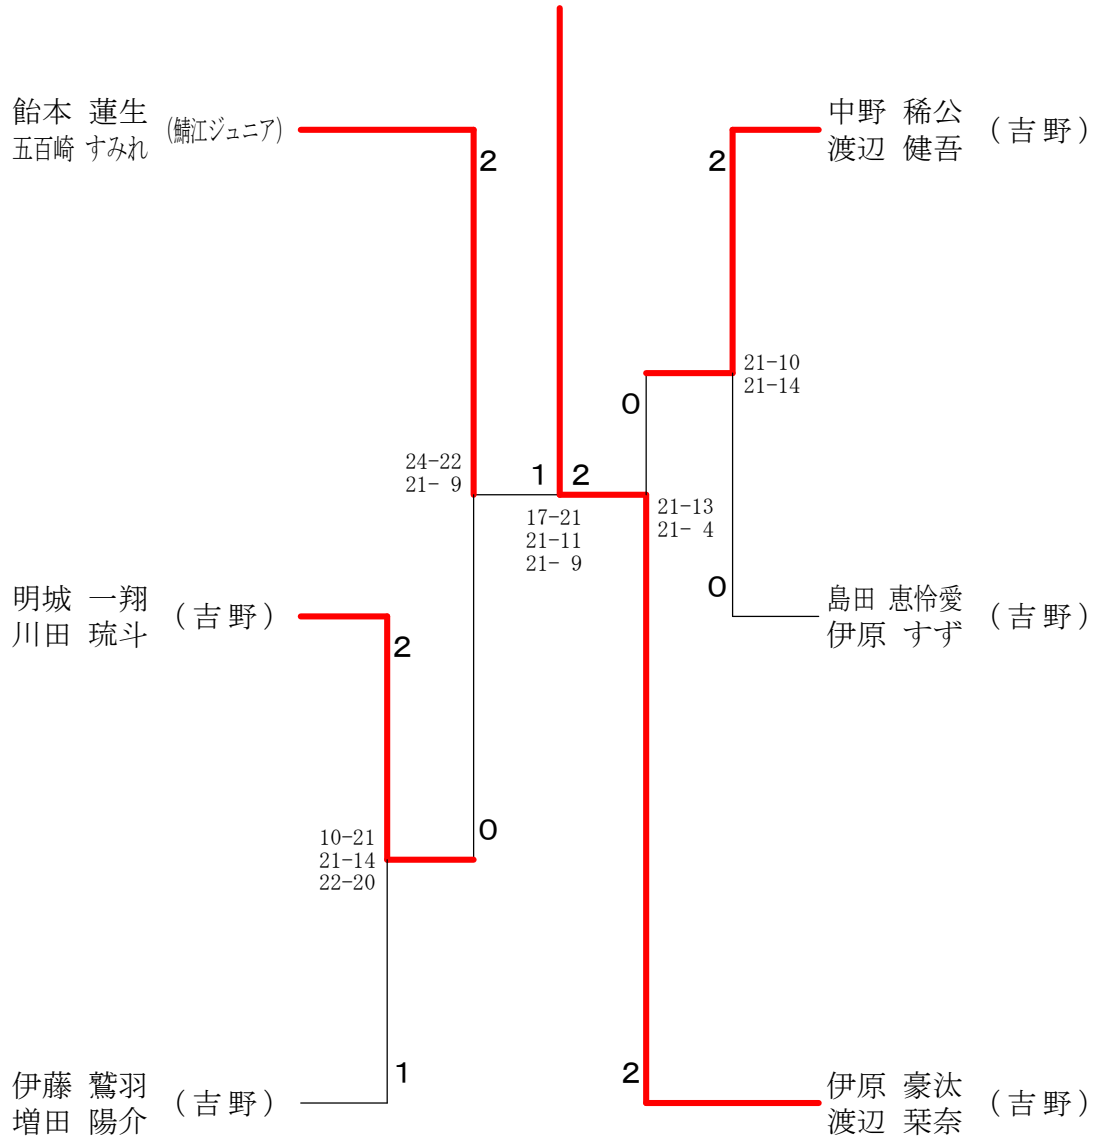 飴本 蓮生
五百崎 すみれ
(鯖江ジュニア)
2
24-22
21- 9
明城 一翔
川田 琉斗
(吉野)
2
10-21
21-14
22-20
0
伊藤 鷲羽
増田 陽介
(吉野)
1
1
2
17-21
21-11
21- 9
中野 稀公
渡辺 健吾
(吉野)
2
21-10
21-14
0
21-13
21- 4
0
島田 恵怜愛
伊原 すず
(吉野)
2
伊原 豪汰
渡辺 栞奈
(吉野)